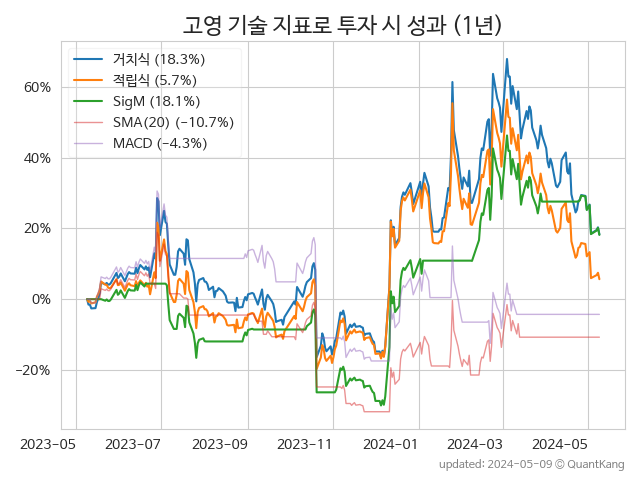 고영 기술 지표로 투자 시 성과 (1년)
거치식 (18.3%)
적립식 (5.7%)
SigM (18.1%)
SMA(20) (−10.7%)
MACD (−4.3%)
60%
40%
20%
0%
−20%
2023-05 2023-07 2023-09 2023-11 2024-01 2024-03 2024-05
updated: 2024-05-09 © QuantKang